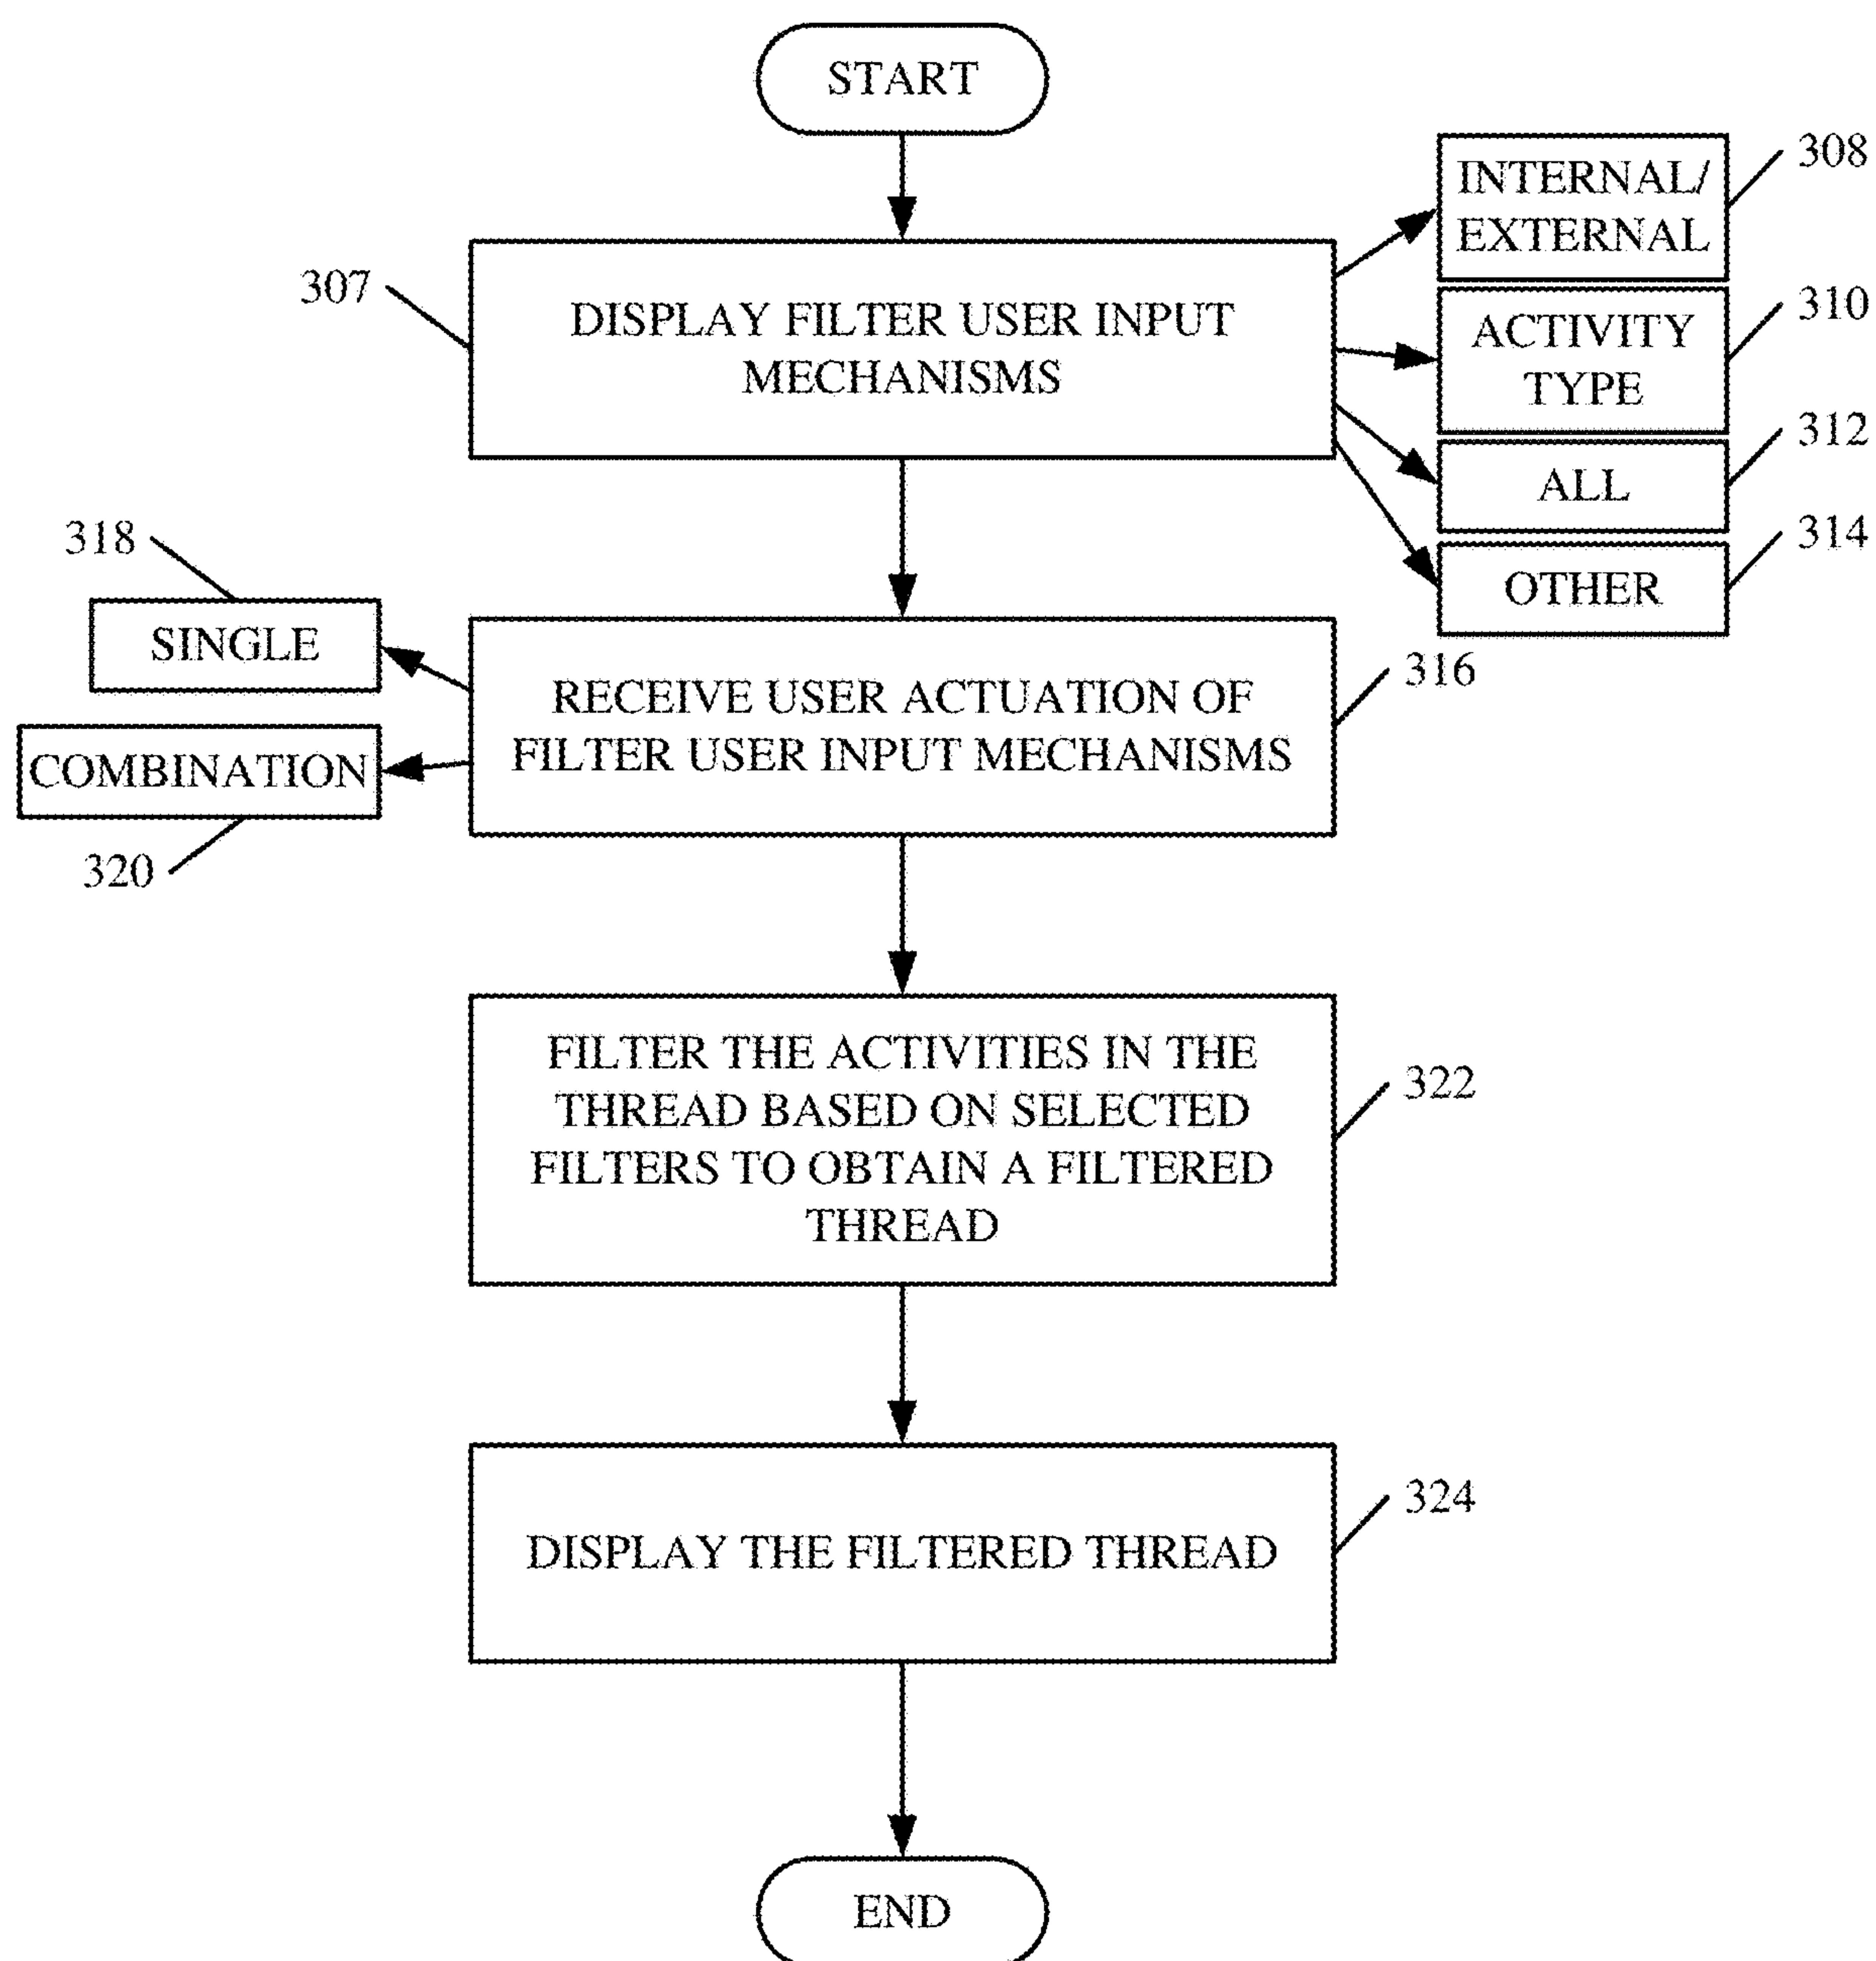 START
307
DISPLAY FILTER USER INPUT
MECHANISMS
INTERNAL/
EXTERNAL
308
ACTIVITY
TYPE
310
ALL
312
OTHER
314
318
SINGLE
COMBINATION
320
RECEIVE USER ACTUATION OF
FILTER USER INPUT MECHANISMS
316
FILTER THE ACTIVITIES IN THE
THREAD BASED ON SELECTED
FILTERS TO OBTAIN A FILTERED
THREAD
322
DISPLAY THE FILTERED THREAD
324
END